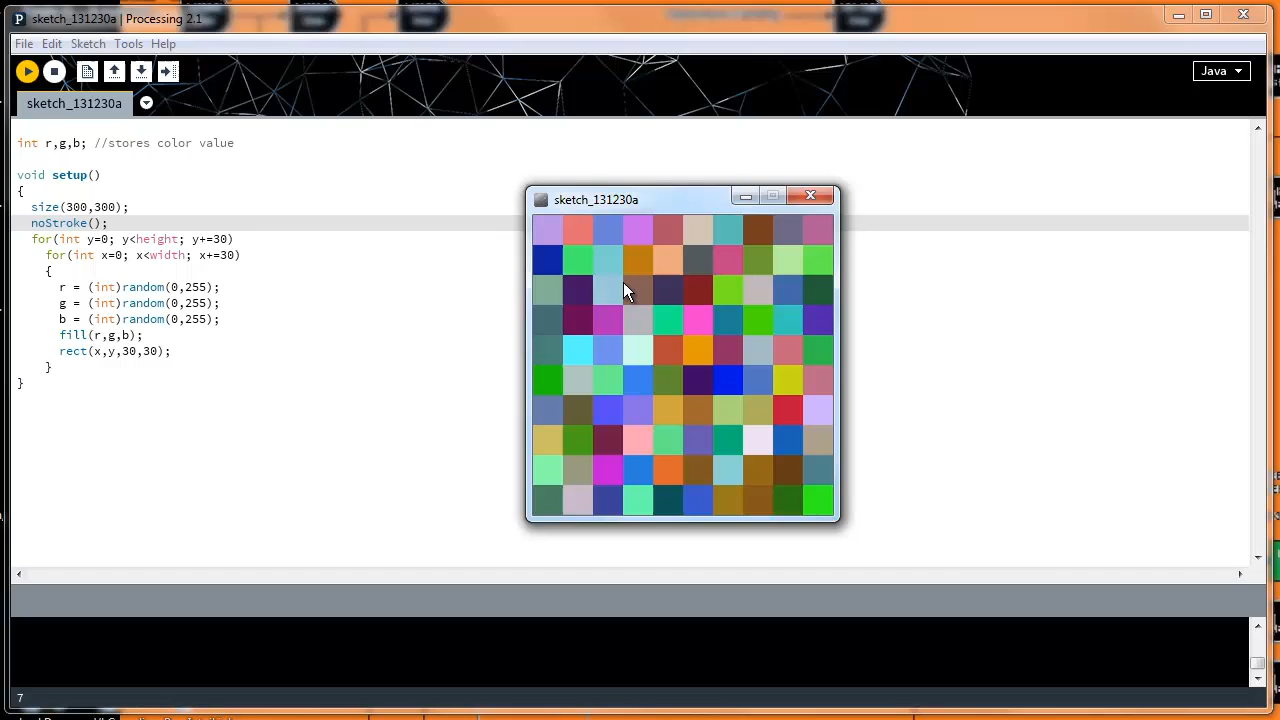 sketch_131230a | Processing 2.1
File Edit Sketch Tools Help
Java
sketch_131230a
int r,g,b; //stores color value
void setup()
{
size(300,300);
noStroke();
for(int y=0; y<height; y+=30)
for(int x=0; x<width; x+=30)
{
r = (int)random(0,255);
g = (int)random(0,255);
b = (int)random(0,255);
fill(r,g,b);
rect(x,y,30,30);
}
}
sketch_131230a
7